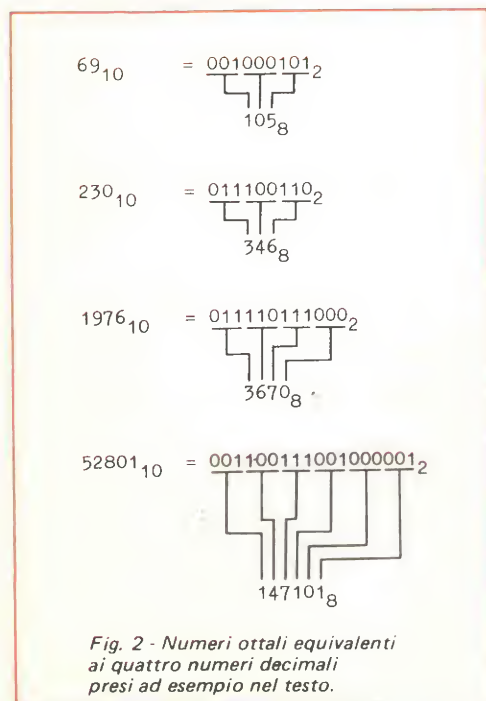 69₁₀ = 001000101₂
105₈
230₁₀ = 011100110₂
346₈
1976₁₀ = 011110111000₂
3670₈
52801₁₀ = 001100111001000001₂
147101₈
Fig. 2 - Numeri ottali equivalenti
ai quattro numeri decimali
presi ad esempio nel testo.